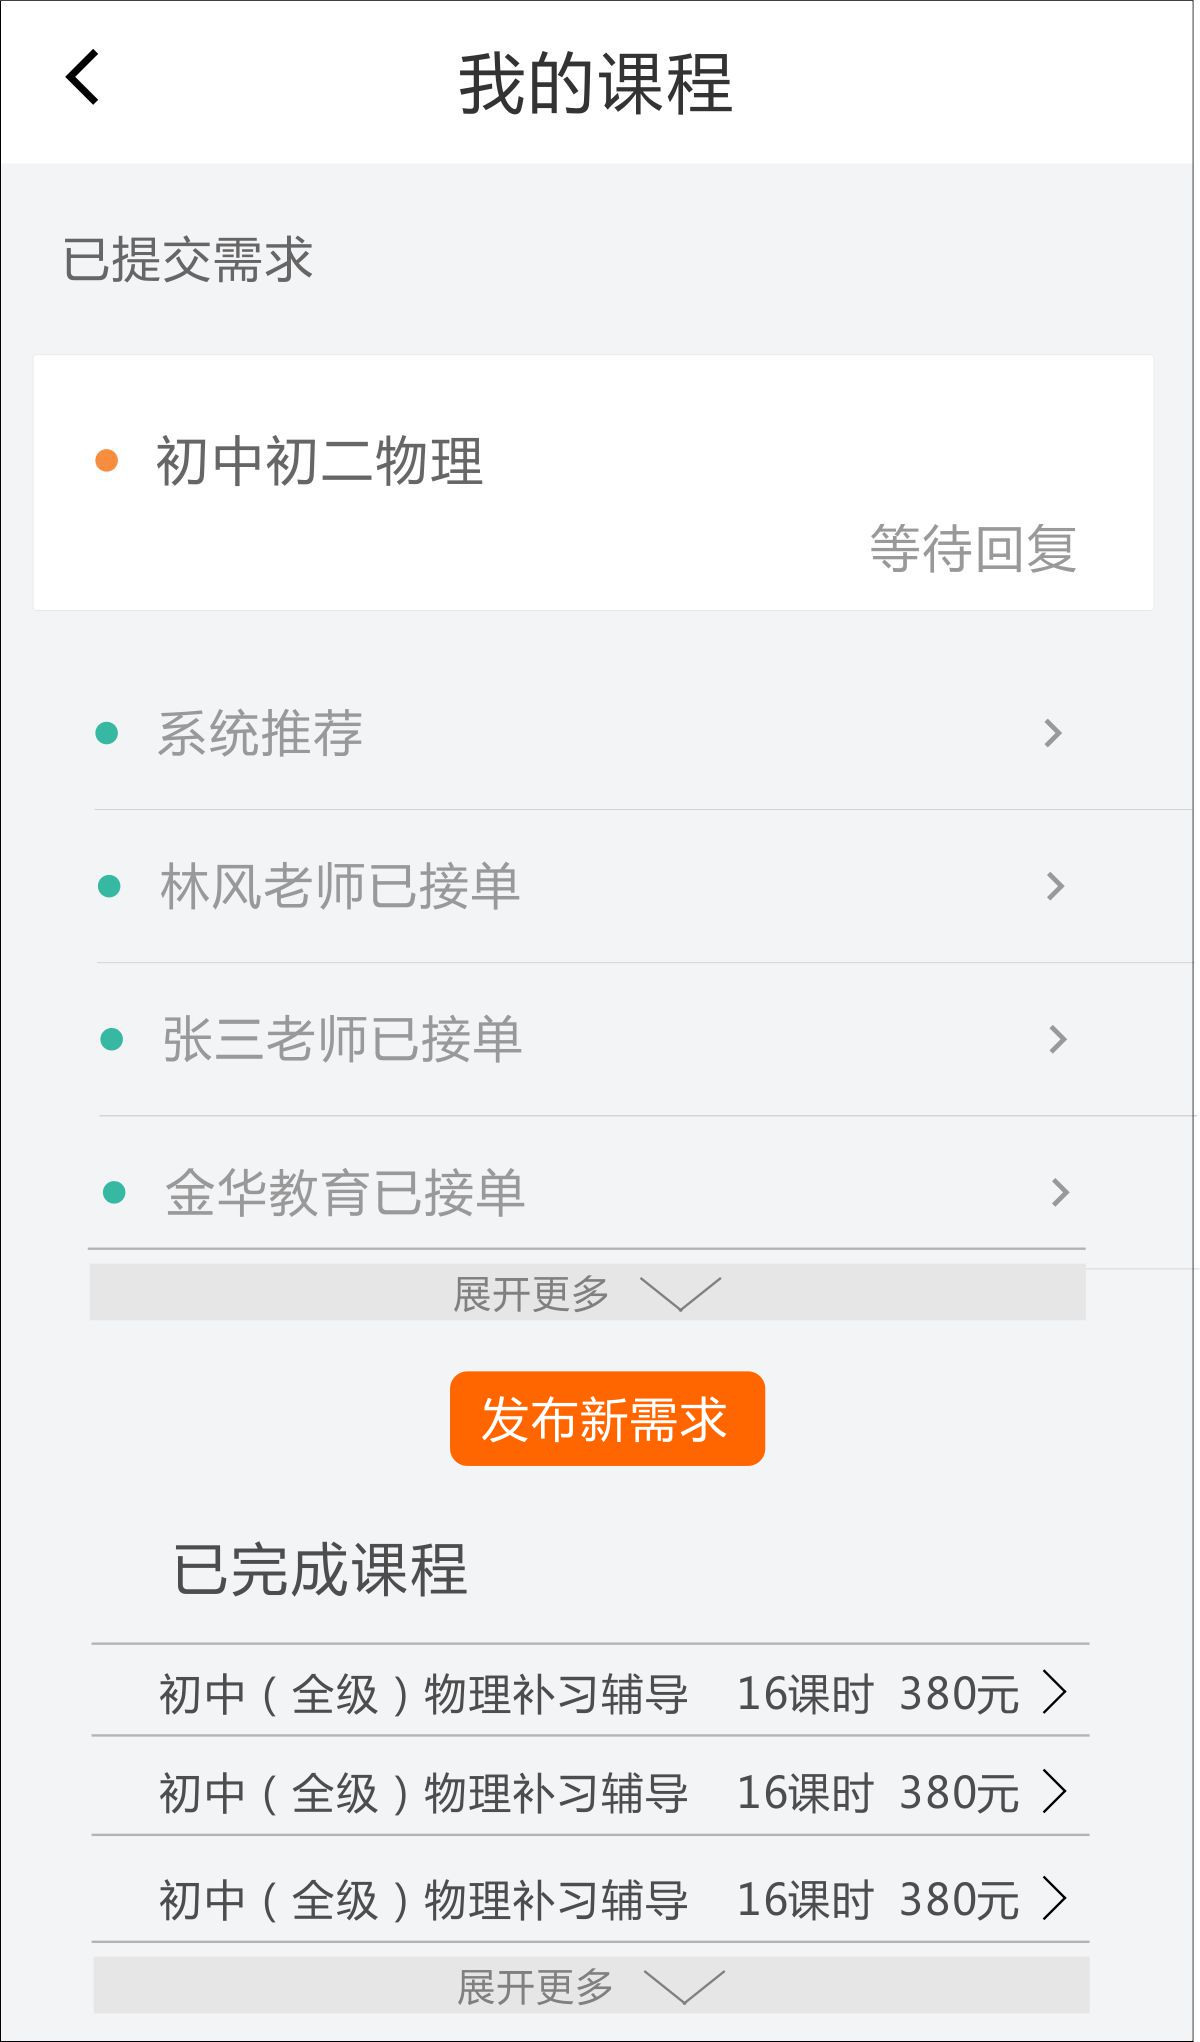 我的课程
已提交需求
初中初二物理
等待回复
系统推荐
林风老师已接单
张三老师已接单
金华教育已接单
展开更多
发布新需求
已完成课程
初中（全级）物理补习辅导 16课时 380元
初中（全级）物理补习辅导 16课时 380元
初中（全级）物理补习辅导 16课时 380元
展开更多